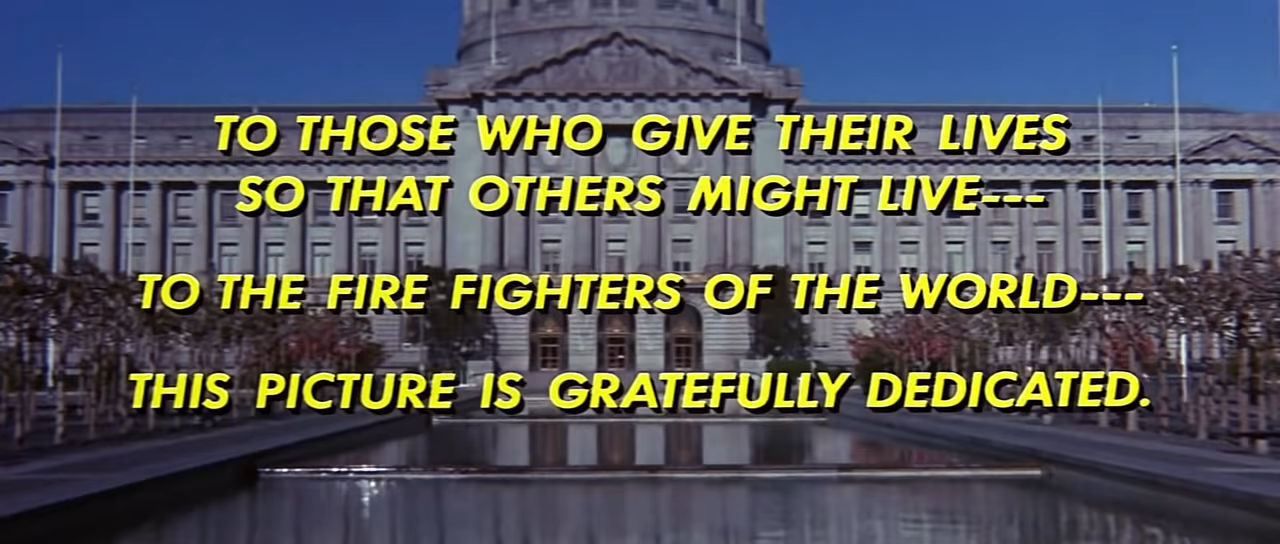 TO THOSE WHO GIVE THEIR LIVES
SO THAT OTHERS MIGHT LIVE---
TO THE FIRE FIGHTERS OF THE WORLD---
THIS PICTURE IS GRATEFULLY DEDICATED.